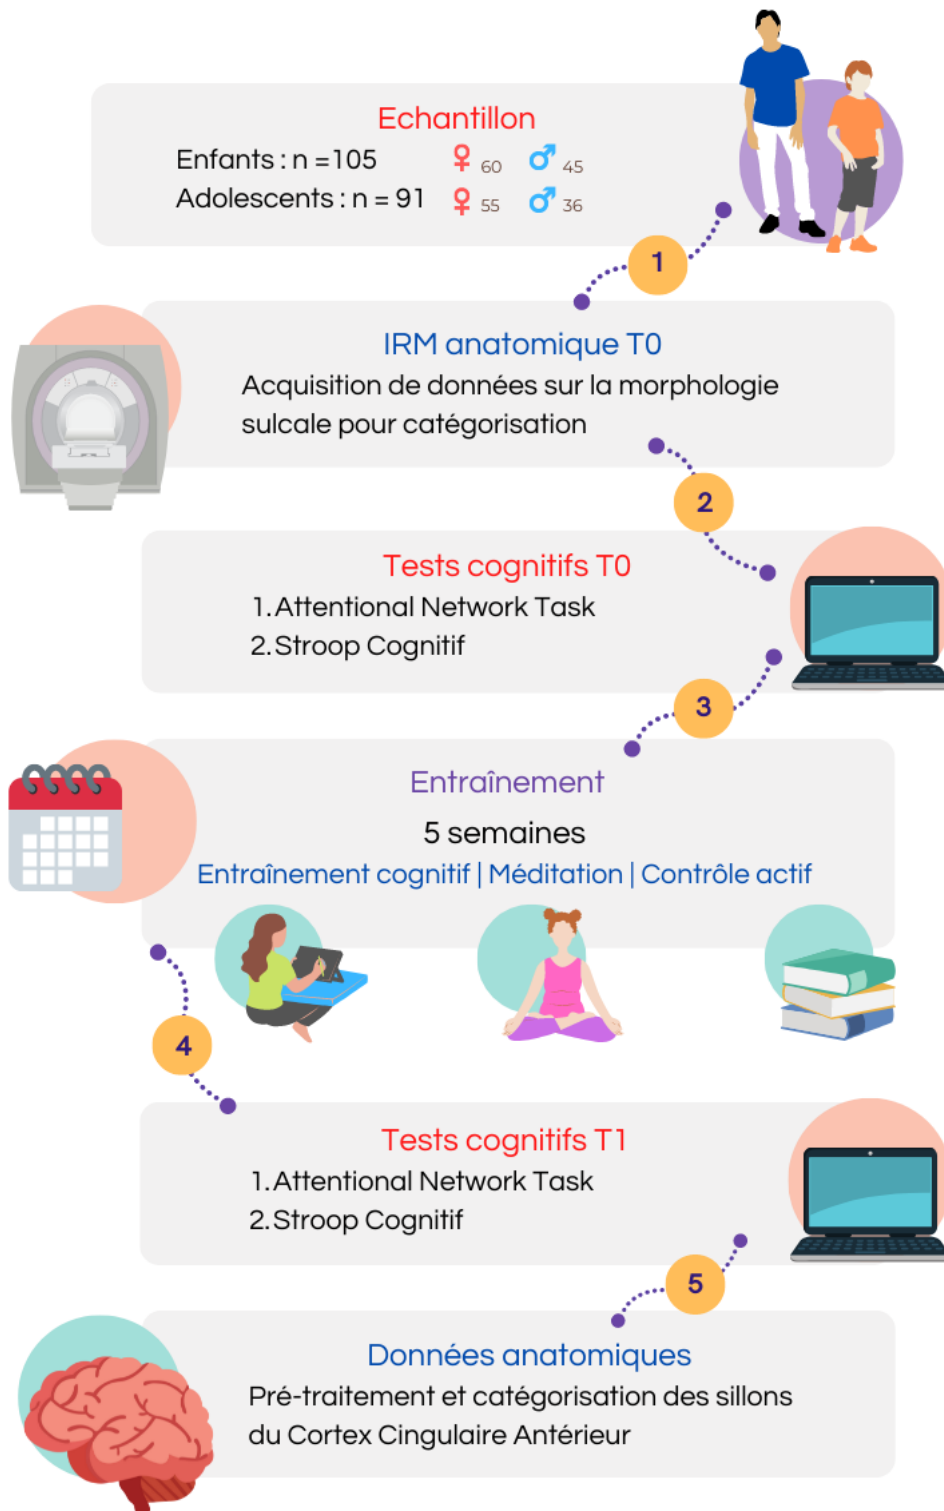 Echantillon
Enfants : n =105 ♀ 60 ♂ 45
Adolescents : n = 91 ♀ 55 ♂ 36
1
IRM anatomique T0
Acquisition de données sur la morphologie
sulcale pour catégorisation
2
Tests cognitifs T0
1.Attentional Network Task
2.Stroop Cognitif
3
Entraînement
5 semaines
Entraînement cognitif | Méditation | Contrôle actif
4
Tests cognitifs T1
1.Attentional Network Task
2.Stroop Cognitif
5
Données anatomiques
Pré-traitement et catégorisation des sillons
du Cortex Cingulaire Antérieur